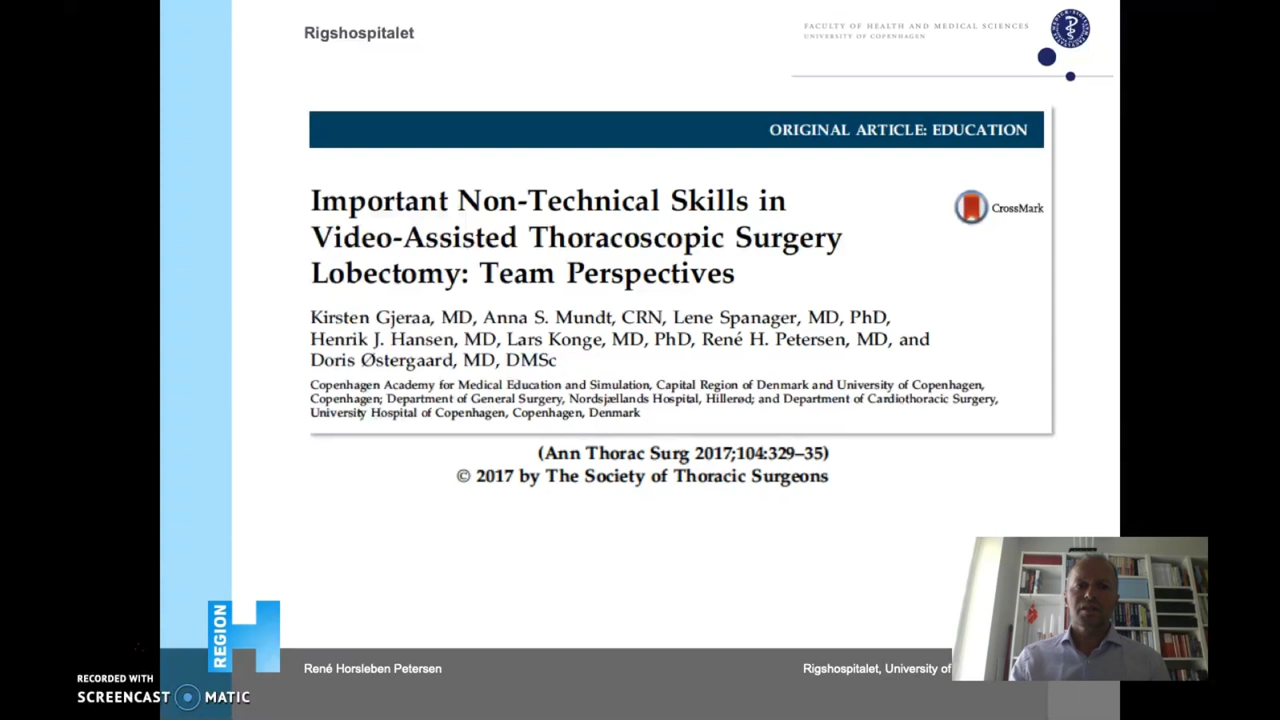 Rigshospitalet
FACULTY OF HEALTH AND MEDICAL SCIENCES
UNIVERSITY OF COPENHAGEN
ORIGINAL ARTICLE: EDUCATION
Important Non-Technical Skills in
Video-Assisted Thoracoscopic Surgery
Lobectomy: Team Perspectives
CrossMark
Kirsten Gjeraa, MD, Anna S. Mundt, CRN, Lene Spanager, MD, PhD,
Henrik J. Hansen, MD, Lars Konge, MD, PhD, René H. Petersen, MD, and
Doris Østergaard, MD, DMSc
Copenhagen Academy for Medical Education and Simulation, Capital Region of Denmark and University of Copenhagen,
Copenhagen; Department of General Surgery, Nordsjællands Hospital, Hillerød; and Department of Cardiothoracic Surgery,
University Hospital of Copenhagen, Copenhagen, Denmark
(Ann Thorac Surg 2017;104:329–35)
© 2017 by The Society of Thoracic Surgeons
REGION H
René Horsleben Petersen
Rigshospitalet, University of
RECORDED WITH
SCREENCAST MATIC